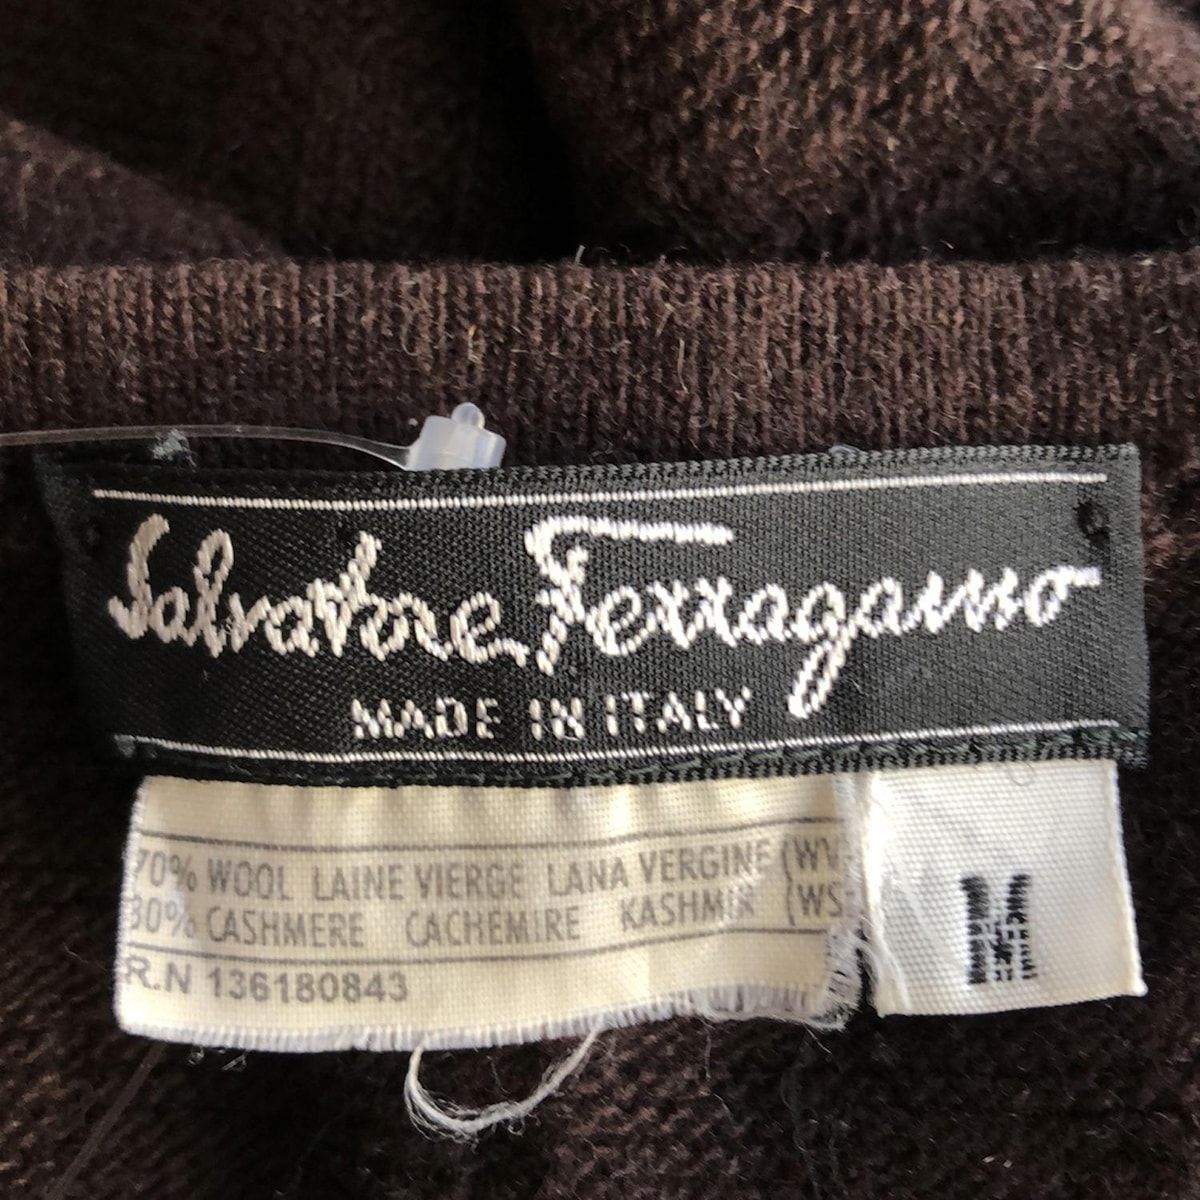 Salvatore Ferragamo
MADE IN ITALY
70% WOOL LAINE VIERGE LANA VERGINE (WV
30% CASHMERE CACHEMIRE KASHMIR (WS
R.N 136180843
M